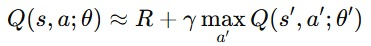 Q(s, a; θ) ≈ R + γ max_{a'} Q(s', a'; θ')